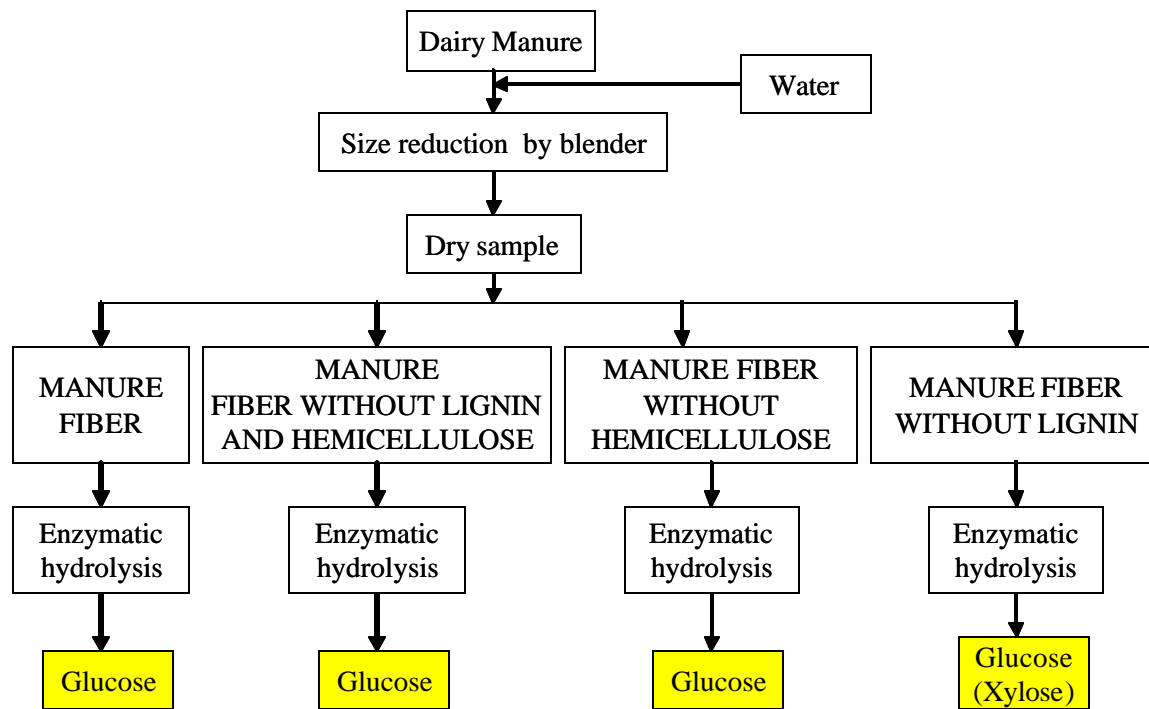 Dairy Manure
Water
Size reduction by blender
Dry sample
MANURE
FIBER
MANURE
FIBER WITHOUT LIGNIN
AND HEMICELLULOSE
MANURE FIBER
WITHOUT
HEMICELLULOSE
MANURE FIBER
WITHOUT LIGNIN
Enzymatic
hydrolysis
Enzymatic
hydrolysis
Enzymatic
hydrolysis
Enzymatic
hydrolysis
Glucose
Glucose
Glucose
Glucose
(Xylose)